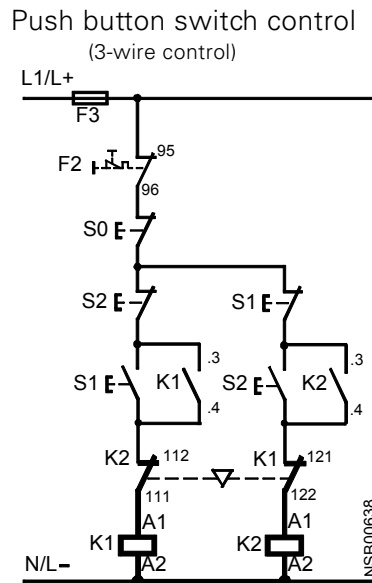 Push button switch control
(3-wire control)
L1/L+
F3
F2 95
96
S0
S2 S1
.3 .3
S1 K1 S2 K2
.4 .4
K2 112 K1 121
111 122
A1 A1
K1 K2
A2 A2
N/L-
NSB00638